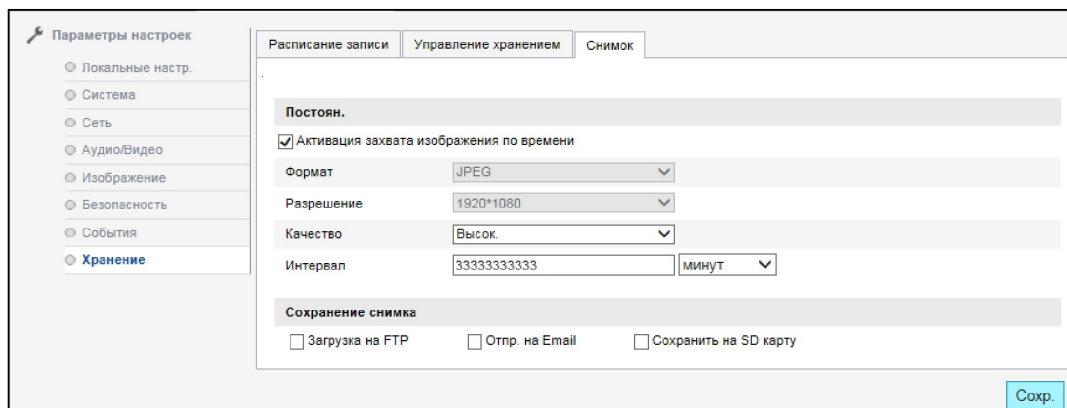 Параметры настроек
Локальные настр.
Система
Сеть
Аудио/Видео
Изображение
Безопасность
События
Хранение
Расписание записи Управление хранением Снимок
Постоян.
Активация захвата изображения по времени
Формат JPEG
Разрешение 1920*1080
Качество Высок.
Интервал 33333333333 минут
Сохранение снимка
Загрузка на FTP Отпр. на Email Сохранить на SD карту
Сохр.